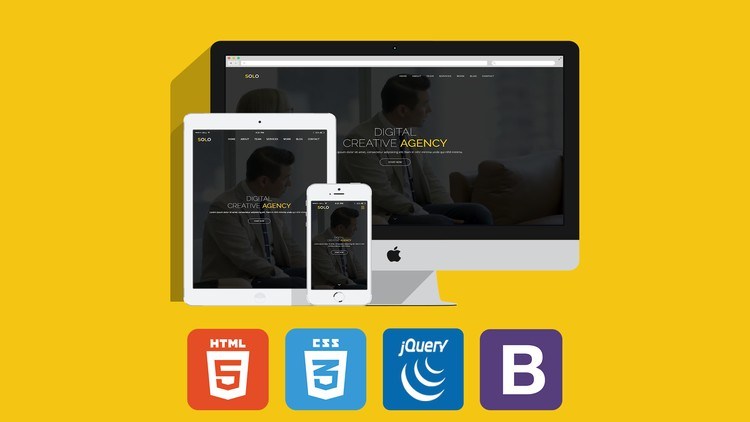 SOLO
HOME ABOUT TEAM SERVICES WORK BLOG CONTACT
DIGITAL
CREATIVE AGENCY
SOLO
HOME ABOUT TEAM SERVICES WORK BLOG CONTACT
DIGITAL
CREATIVE AGENCY
SOLO
DIGITAL
CREATIVE AGENCY
HTML
5
CSS
3
jQuery
B